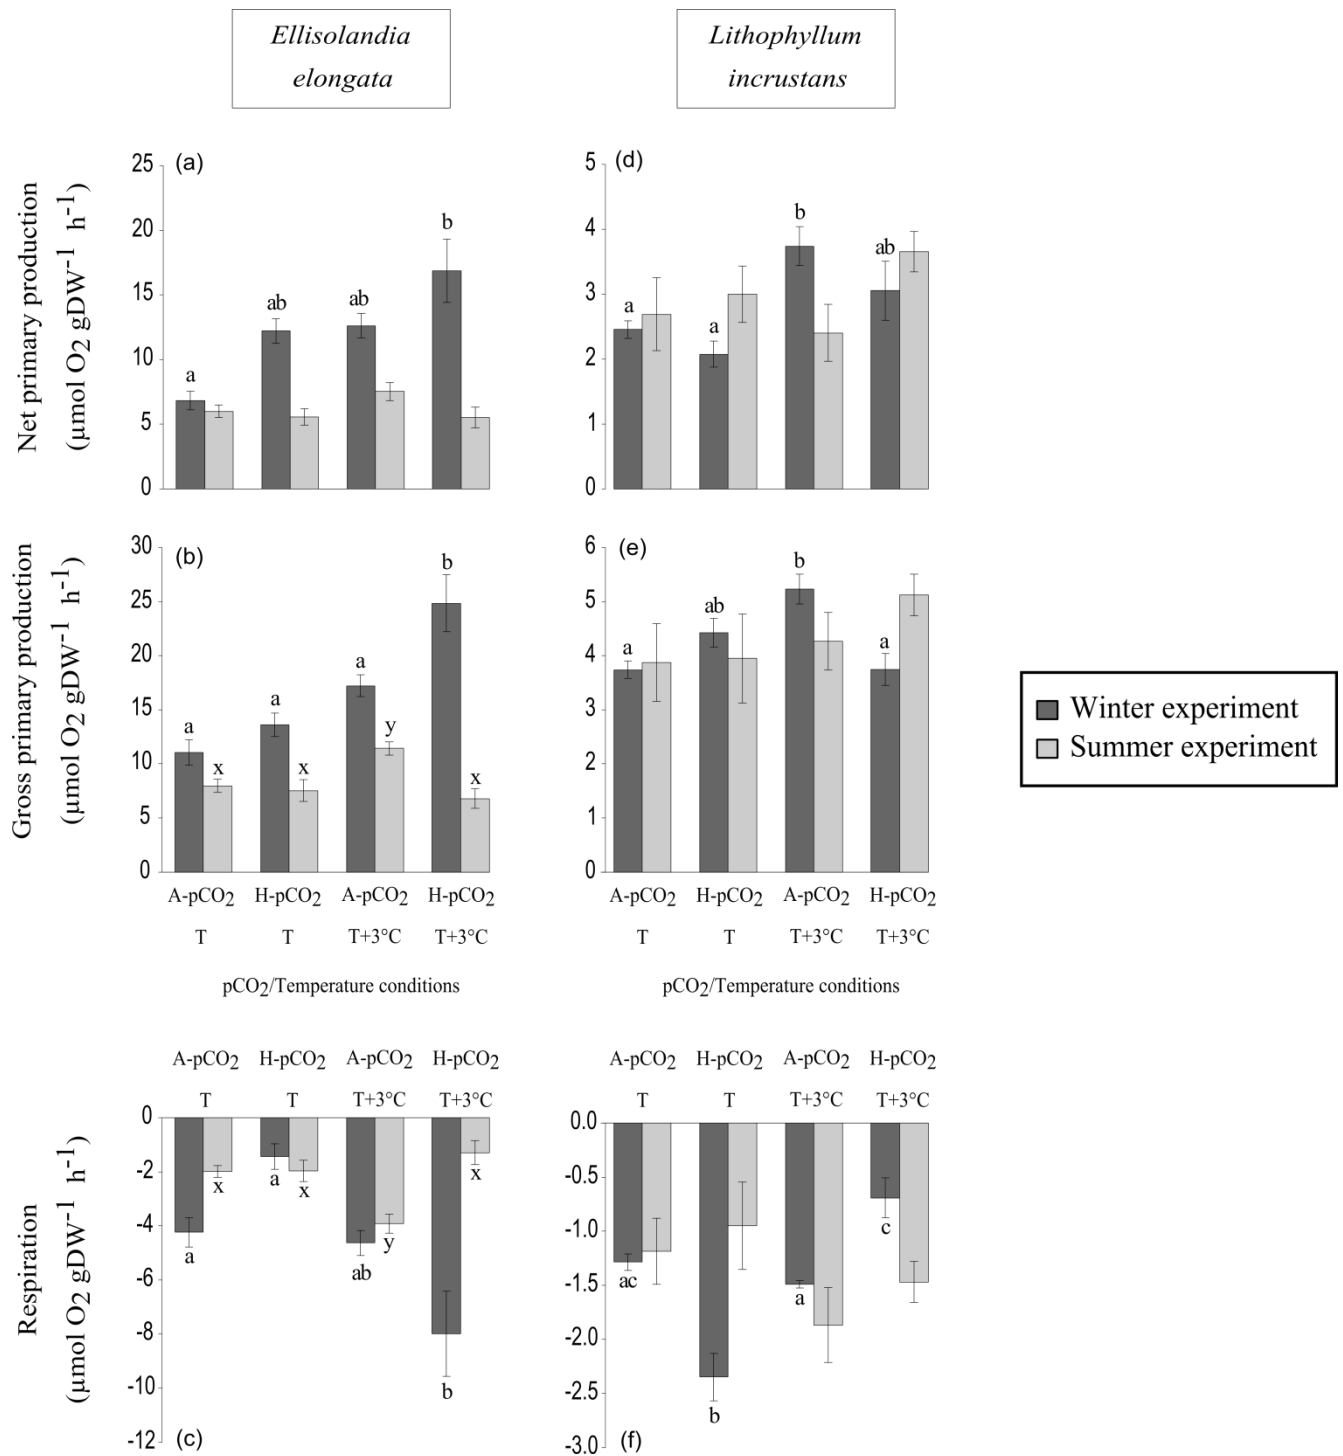 Ellisolandia
elongata
Lithophyllum
incrustans
Net primary production
(µmol O2 gDW-1 h-1)
(a)
25
20
15
10
5
0
a
ab
ab
b
(d)
5
4
3
2
1
0
a
a
b
ab
Gross primary production
(µmol O2 gDW-1 h-1)
(b)
30
25
20
15
10
5
0
a
x
a
x
a
y
b
x
A-pCO2 H-pCO2 A-pCO2 H-pCO2
T T T+3°C T+3°C
pCO2/Temperature conditions
(e)
6
5
4
3
2
1
0
a
ab
b
a
A-pCO2 H-pCO2 A-pCO2 H-pCO2
T T T+3°C T+3°C
pCO2/Temperature conditions
Winter experiment
Summer experiment
Respiration
(µmol O2 gDW-1 h-1)
A-pCO2 H-pCO2 A-pCO2 H-pCO2
T T T+3°C T+3°C
-0
-2
-4
-6
-8
-10
-12
a
x
a
x
ab
y
b
x
(c)
A-pCO2 H-pCO2 A-pCO2 H-pCO2
T T T+3°C T+3°C
0.0
-0.5
-1.0
-1.5
-2.0
-2.5
-3.0
ac
b
a
c
(f)